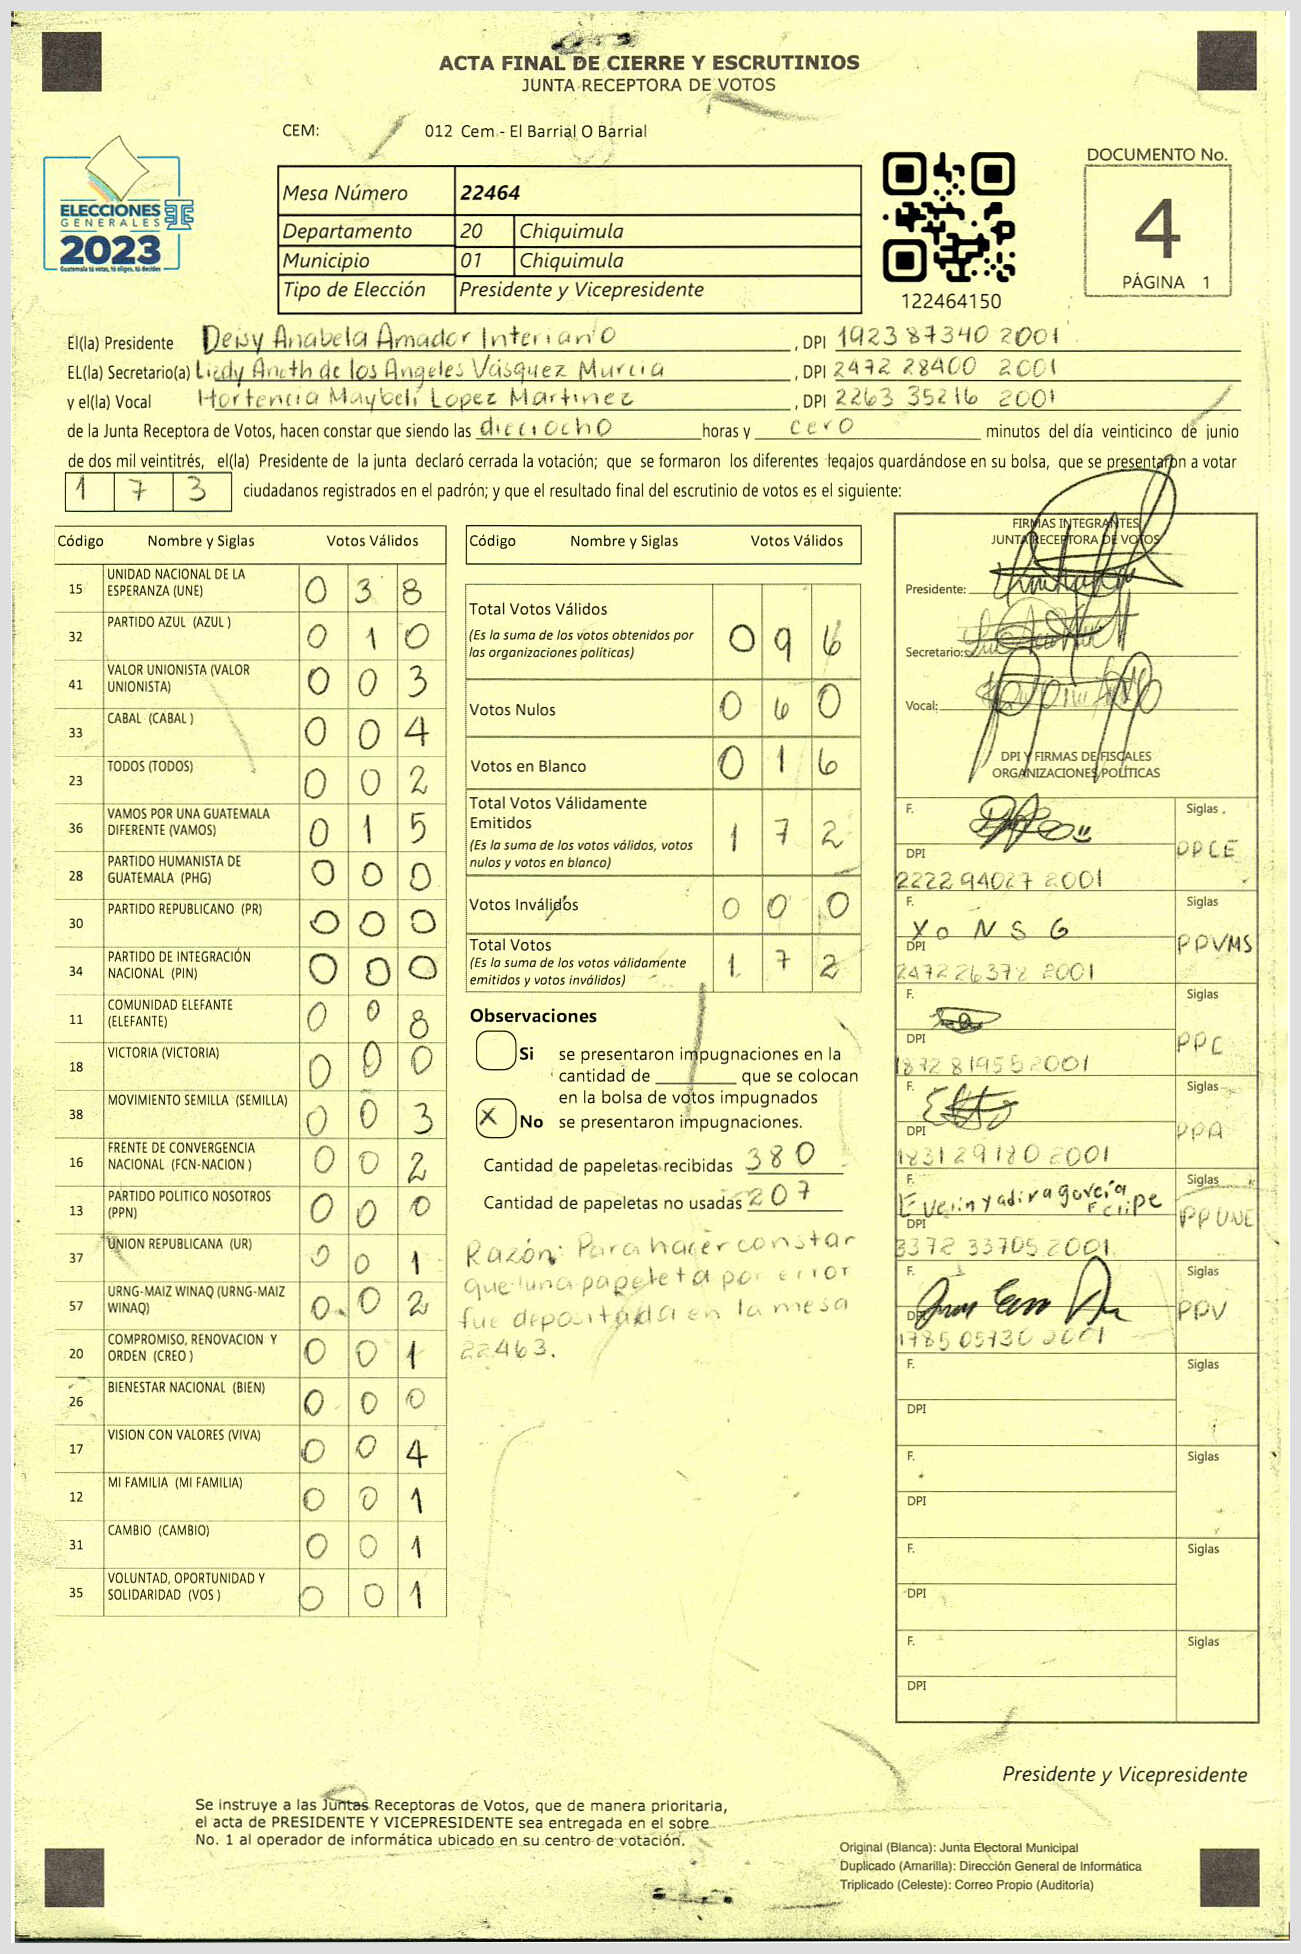 ACTA FINAL DE CIERRE Y ESCRUTINIOS
JUNTA RECEPTORA DE VOTOS
CEM: 012 Cem - El Barrial O Barrial
ELECCIONES
GENERALES
2023
Guatemala tú votas, tú eliges, tú decides
Mesa Número 22464
Departamento 20 Chiquimula
Municipio 01 Chiquimula
Tipo de Elección Presidente y Vicepresidente
122464150
DOCUMENTO No.
4
PÁGINA 1
El(la) Presidente Deisy Anabela Amador Interiano , DPI 1923 87340 2001
EL(la) Secretario(a) Liedy Aneth de los Angeles Vásquez Murcia , DPI 2472 28400 2001
y el(la) Vocal Hortencia Maybeli Lopez Martinez , DPI 2263 35216 2001
de la Junta Receptora de Votos, hacen constar que siendo las dieciocho horas y cero minutos del día veinticinco de junio
de dos mil veintitrés, el(la) Presidente de la junta declaró cerrada la votación; que se formaron los diferentes legajos guardándose en su bolsa, que se presentaron a votar
1 7 3 ciudadanos registrados en el padrón; y que el resultado final del escrutinio de votos es el siguiente:
Código Nombre y Siglas Votos Válidos
15 UNIDAD NACIONAL DE LA ESPERANZA (UNE) 0 3 8
32 PARTIDO AZUL (AZUL ) 0 1 0
41 VALOR UNIONISTA (VALOR UNIONISTA) 0 0 3
33 CABAL (CABAL ) 0 0 4
23 TODOS (TODOS) 0 0 2
36 VAMOS POR UNA GUATEMALA DIFERENTE (VAMOS) 0 1 5
28 PARTIDO HUMANISTA DE GUATEMALA (PHG) 0 0 0
30 PARTIDO REPUBLICANO (PR) 0 0 0
34 PARTIDO DE INTEGRACIÓN NACIONAL (PIN) 0 0 0
11 COMUNIDAD ELEFANTE (ELEFANTE) 0 0 8
18 VICTORIA (VICTORIA) 0 0 0
38 MOVIMIENTO SEMILLA (SEMILLA) 0 0 3
16 FRENTE DE CONVERGENCIA NACIONAL (FCN-NACION ) 0 0 2
13 PARTIDO POLITICO NOSOTROS (PPN) 0 0 0
37 UNION REPUBLICANA (UR) 0 0 1
57 URNG-MAIZ WINAQ (URNG-MAIZ WINAQ) 0 0 2
20 COMPROMISO, RENOVACION Y ORDEN (CREO ) 0 0 1
26 BIENESTAR NACIONAL (BIEN) 0 0 0
17 VISION CON VALORES (VIVA) 0 0 4
12 MI FAMILIA (MI FAMILIA) 0 0 1
31 CAMBIO (CAMBIO) 0 0 1
35 VOLUNTAD, OPORTUNIDAD Y SOLIDARIDAD (VOS ) 0 0 1
Código Nombre y Siglas Votos Válidos
Total Votos Válidos 0 9 6
(Es la suma de los votos obtenidos por
las organizaciones políticas)
Votos Nulos 0 6 0
Votos en Blanco 0 1 6
Total Votos Válidamente
Emitidos 1 7 2
(Es la suma de los votos válidos, votos
nulos y votos en blanco)
Votos Inválidos 0 0 0
Total Votos 1 7 2
(Es la suma de los votos válidamente
emitidos y votos inválidos)
Observaciones
Si se presentaron impugnaciones en la
cantidad de ________ que se colocan
en la bolsa de votos impugnados
X No se presentaron impugnaciones.
Cantidad de papeletas recibidas 380
Cantidad de papeletas no usadas 207
Razón: Para hacer constar
que una papeleta por error
fue depositada en la mesa
22463.
FIRMAS INTEGRANTES
JUNTA RECEPTORA DE VOTOS
Presidente:
Secretario:
Vocal:
DPI Y FIRMAS DE FISCALES
ORGANIZACIONES POLÍTICAS
F. Siglas
DPI PPCE
2222 94027 2001
F. Siglas
DPI PPVMS
2472 26372 2001
F. Siglas
DPI PPC
1872 81955 2001
F. Siglas
DPI PPA
1831 29180 2001
F. Siglas
Evelin yadira garcía Felipe
DPI PPUNE
3372 33705 2001
F. Siglas
DPI PPV
1785 05730 2001
F. Siglas
DPI
F. Siglas
DPI
F. Siglas
DPI
F. Siglas
DPI
Presidente y Vicepresidente
Se instruye a las Juntas Receptoras de Votos, que de manera prioritaria,
el acta de PRESIDENTE Y VICEPRESIDENTE sea entregada en el sobre
No. 1 al operador de informática ubicado en su centro de votación.
Original (Blanca): Junta Electoral Municipal
Duplicado (Amarilla): Dirección General de Informática
Triplicado (Celeste): Correo Propio (Auditoría)